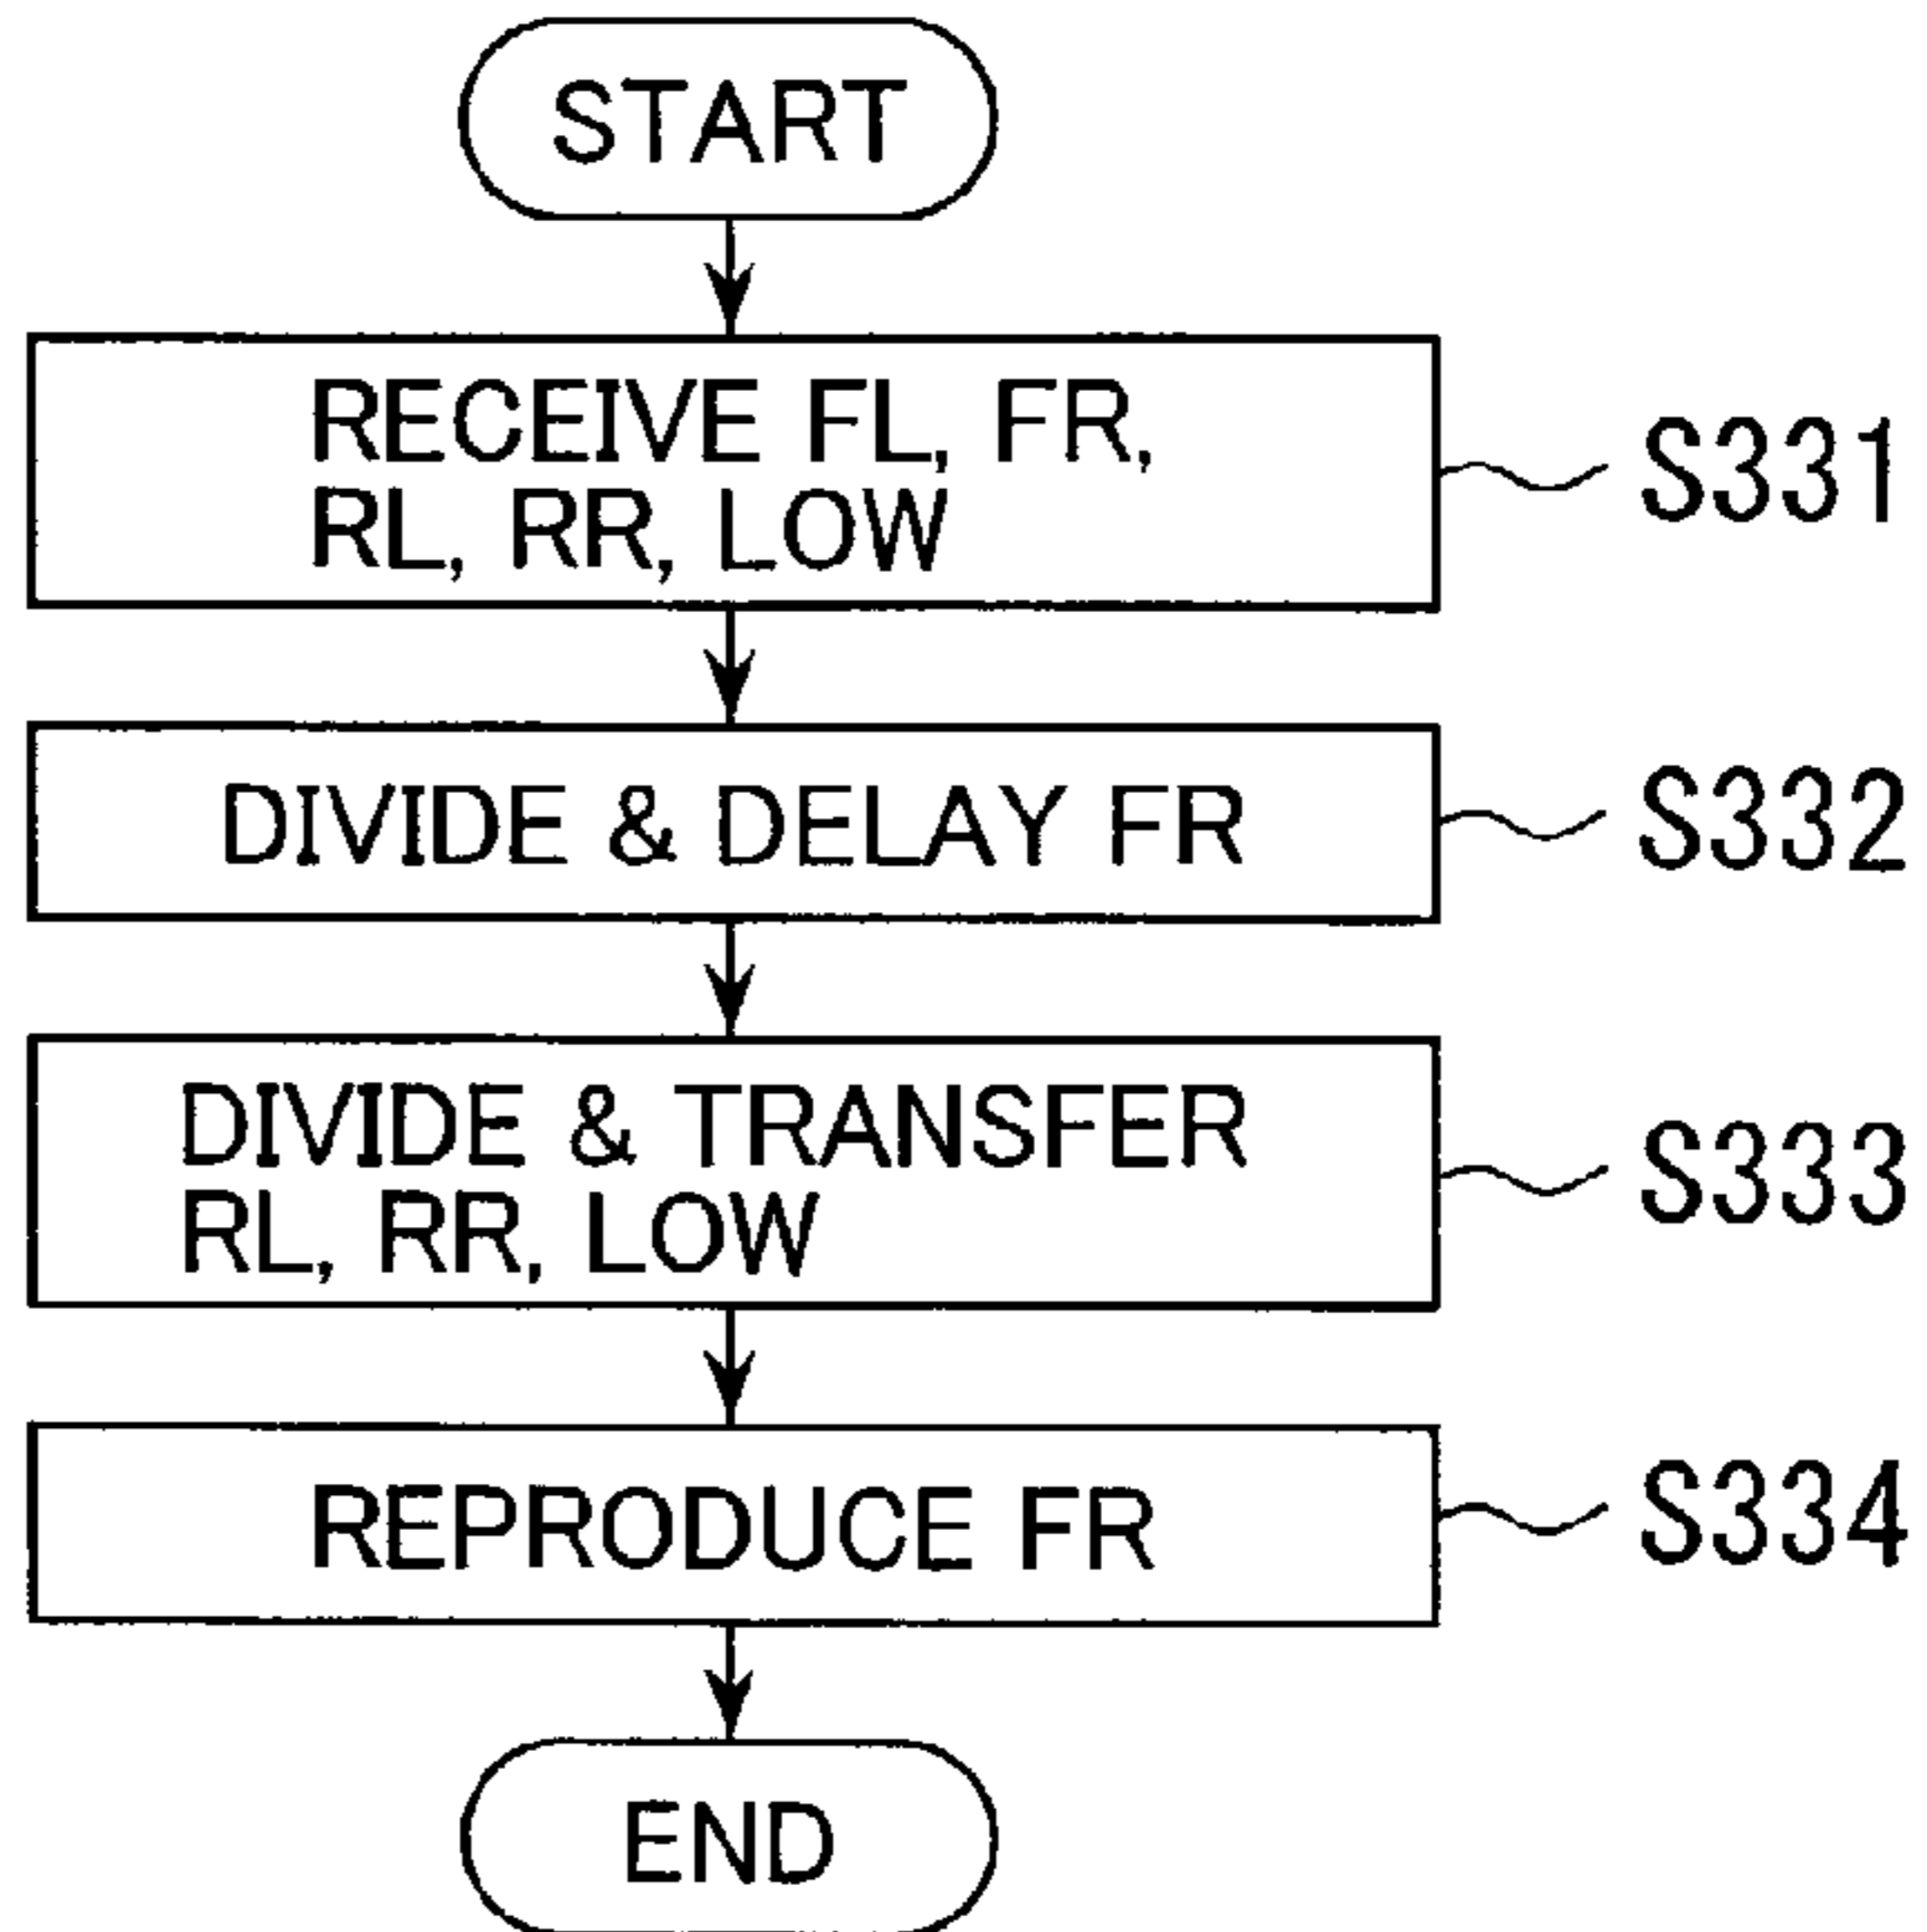 START
RECEIVE FL, FR,
RL, RR, LOW
S331
DIVIDE & DELAY FR
S332
DIVIDE & TRANSFER
RL, RR, LOW
S333
REPRODUCE FR
S334
END